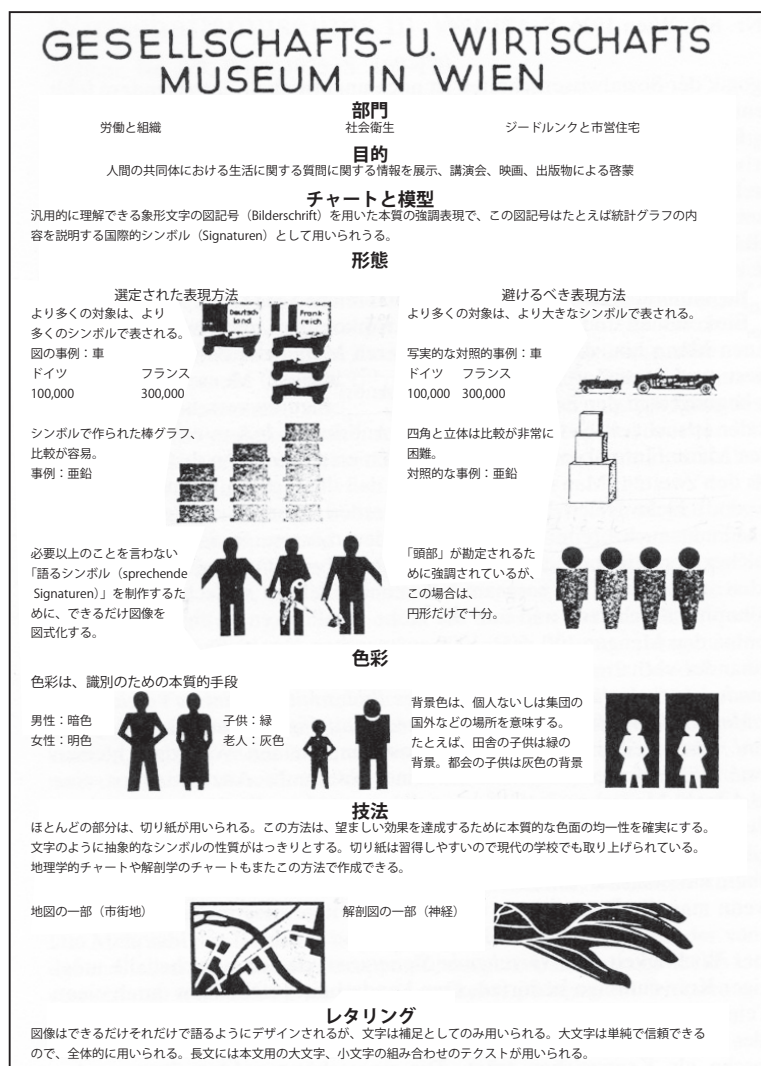 GESELLSCHAFTS- U. WIRTSCHAFTS
MUSEUM IN WIEN
部門
労働と組織 社会衛生 ジードルンクと市営住宅
目的
人間の共同体における生活に関する質問に関する情報を展示、講演会、映画、出版物による啓蒙
チャートと模型
汎用的に理解できる象形文字の図記号（Bilderschrift）を用いた本質の強調表現で、この図記号はたとえば統計グラフの内
容を説明する国際的シンボル（Signaturen）として用いられうる。
形態
選定された表現方法
より多くの対象は、より
多くのシンボルで表される。
図の事例：車
ドイツ フランス
100,000 300,000
Deutsch
land
Frank-
reich
避けるべき表現方法
より多くの対象は、より大きなシンボルで表される。
写実的な対照的事例：車
ドイツ フランス
100,000 300,000
シンボルで作られた棒グラフ、
比較が容易。
事例：亜鉛
四角と立体は比較が非常に
困難。
対照的な事例：亜鉛
必要以上のことを言わない
「語るシンボル（sprechende
Signaturen）」を制作するた
めに、できるだけ図像を
図式化する。
「頭部」が勘定されるた
めに強調されているが、
この場合は、
円形だけで十分。
色彩
色彩は、識別のための本質的手段
男性：暗色 子供：緑
女性：明色 老人：灰色
背景色は、個人ないしは集団の
国外などの場所を意味する。
たとえば、田舎の子供は緑の
背景。都会の子供は灰色の背景
技法
ほとんどの部分は、切り紙が用いられる。この方法は、望ましい効果を達成するために本質的な色面の均一性を確実にする。
文字のように抽象的なシンボルの性質がはっきりとする。切り紙は習得しやすいので現代の学校でも取り上げられている。
地理学的チャートや解剖学のチャートもまたこの方法で作成できる。
地図の一部（市街地） 解剖図の一部（神経）
レタリング
図像はできるだけそれだけで語るようにデザインされるが、文字は補足としてのみ用いられる。大文字は単純で信頼できる
ので、全体的に用いられる。長文には本文用の大文字、小文字の組み合わせのテクストが用いられる。